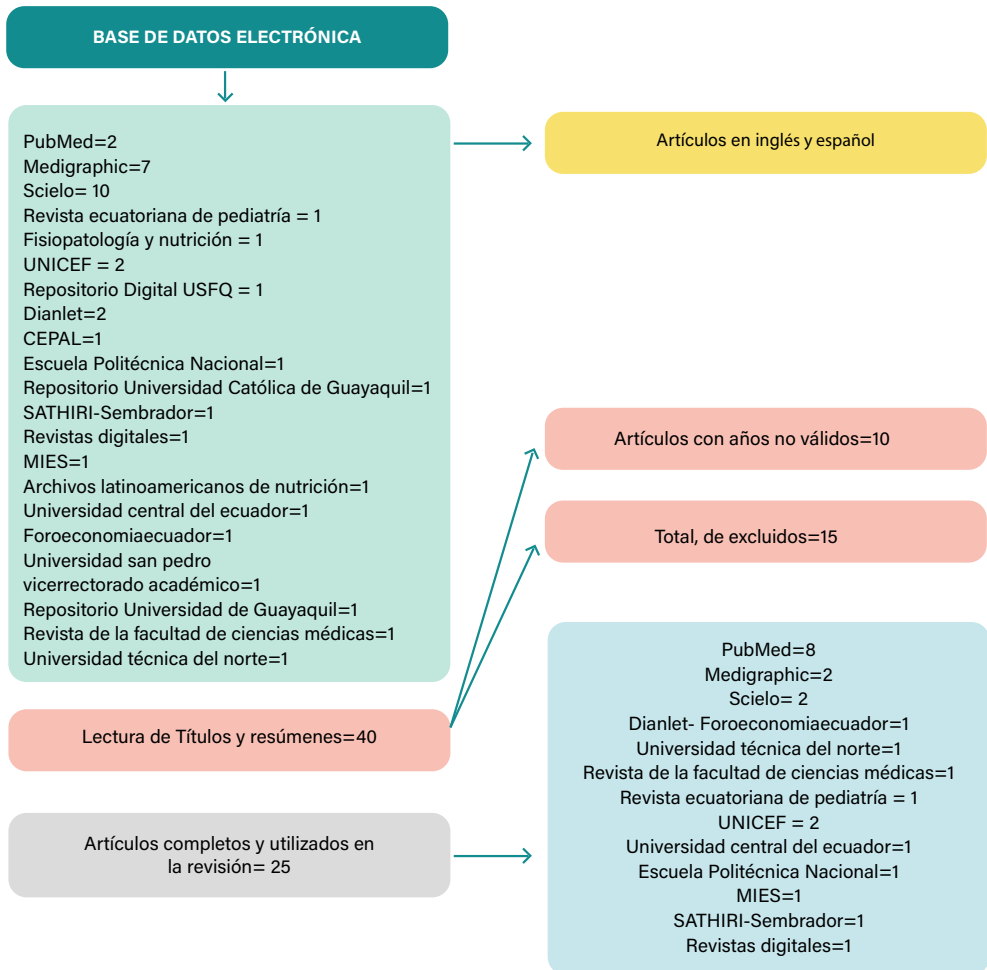 BASE DE DATOS ELECTRÓNICA
PubMed=2
Medigraphic=7
Scielo= 10
Revista ecuatoriana de pediatría = 1
Fisiopatología y nutrición = 1
UNICEF = 2
Repositorio Digital USFQ = 1
Dianlet=2
CEPAL=1
Escuela Politécnica Nacional=1
Repositorio Universidad Católica de Guayaquil=1
SATHIRI-Sembrador=1
Revistas digitales=1
MIES=1
Archivos latinoamericanos de nutrición=1
Universidad central del ecuador=1
Foroeconomiaecuador=1
Universidad san pedro
vicerrectorado académico=1
Repositorio Universidad de Guayaquil=1
Revista de la facultad de ciencias médicas=1
Universidad técnica del norte=1
Artículos en inglés y español
Lectura de Títulos y resúmenes=40
Artículos con años no válidos=10
Total, de excluidos=15
Artículos completos y utilizados en
la revisión= 25
PubMed=8
Medigraphic=2
Scielo= 2
Dianlet- Foroeconomiaecuador=1
Universidad técnica del norte=1
Revista de la facultad de ciencias médicas=1
Revista ecuatoriana de pediatría = 1
UNICEF = 2
Universidad central del ecuador=1
Escuela Politécnica Nacional=1
MIES=1
SATHIRI-Sembrador=1
Revistas digitales=1